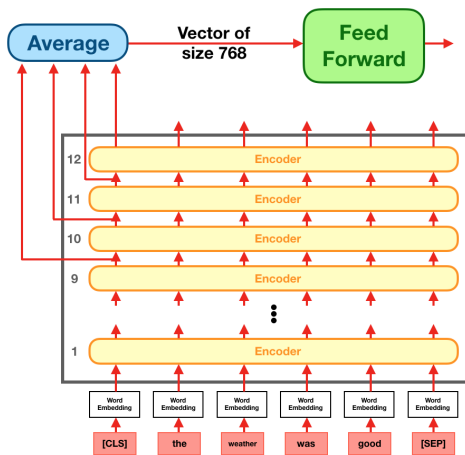 Average
Vector of
size 768
Feed
Forward
12 Encoder
11 Encoder
10 Encoder
9 Encoder
1 Encoder
Word Embedding Word Embedding Word Embedding Word Embedding Word Embedding Word Embedding
[CLS] the weather was good [SEP]